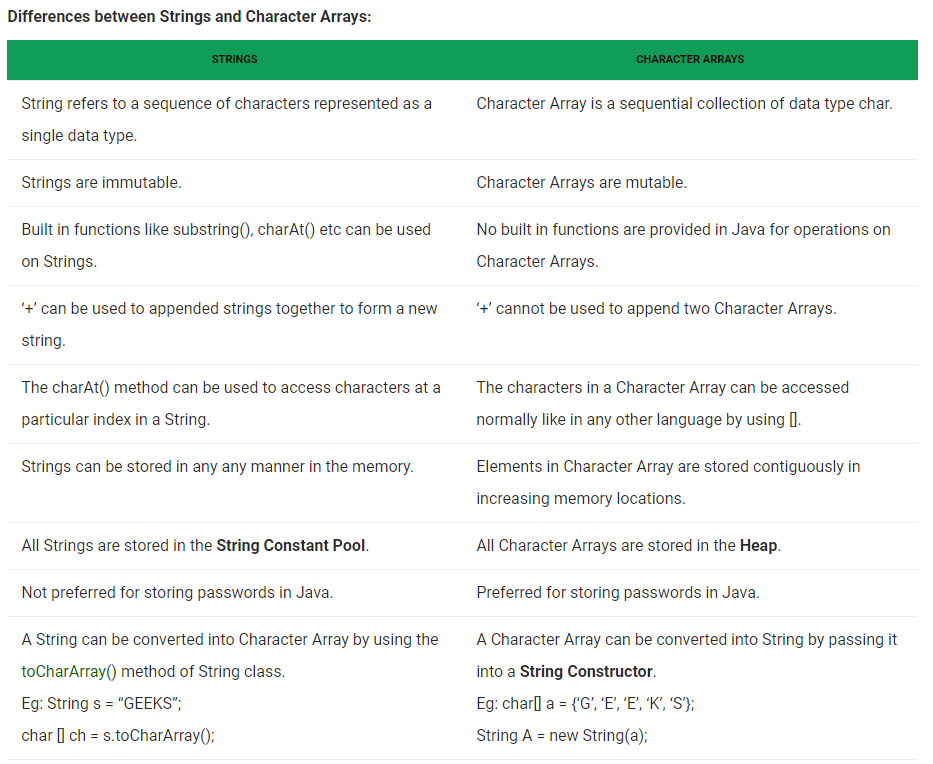 Differences between Strings and Character Arrays:
STRINGS
CHARACTER ARRAYS
String refers to a sequence of characters represented as a
single data type.
Character Array is a sequential collection of data type char.
Strings are immutable.
Character Arrays are mutable.
Built in functions like substring(), charAt() etc can be used
on Strings.
No built in functions are provided in Java for operations on
Character Arrays.
‘+’ can be used to appended strings together to form a new
string.
‘+’ cannot be used to append two Character Arrays.
The charAt() method can be used to access characters at a
particular index in a String.
The characters in a Character Array can be accessed
normally like in any other language by using [].
Strings can be stored in any any manner in the memory.
Elements in Character Array are stored contiguously in
increasing memory locations.
All Strings are stored in the String Constant Pool.
All Character Arrays are stored in the Heap.
Not preferred for storing passwords in Java.
Preferred for storing passwords in Java.
A String can be converted into Character Array by using the
toCharArray() method of String class.
Eg: String s = “GEEKS”;
char [] ch = s.toCharArray();
A Character Array can be converted into String by passing it
into a String Constructor.
Eg: char[] a = {‘G’, ‘E’, ‘E’, ‘K’, ‘S’};
String A = new String(a);